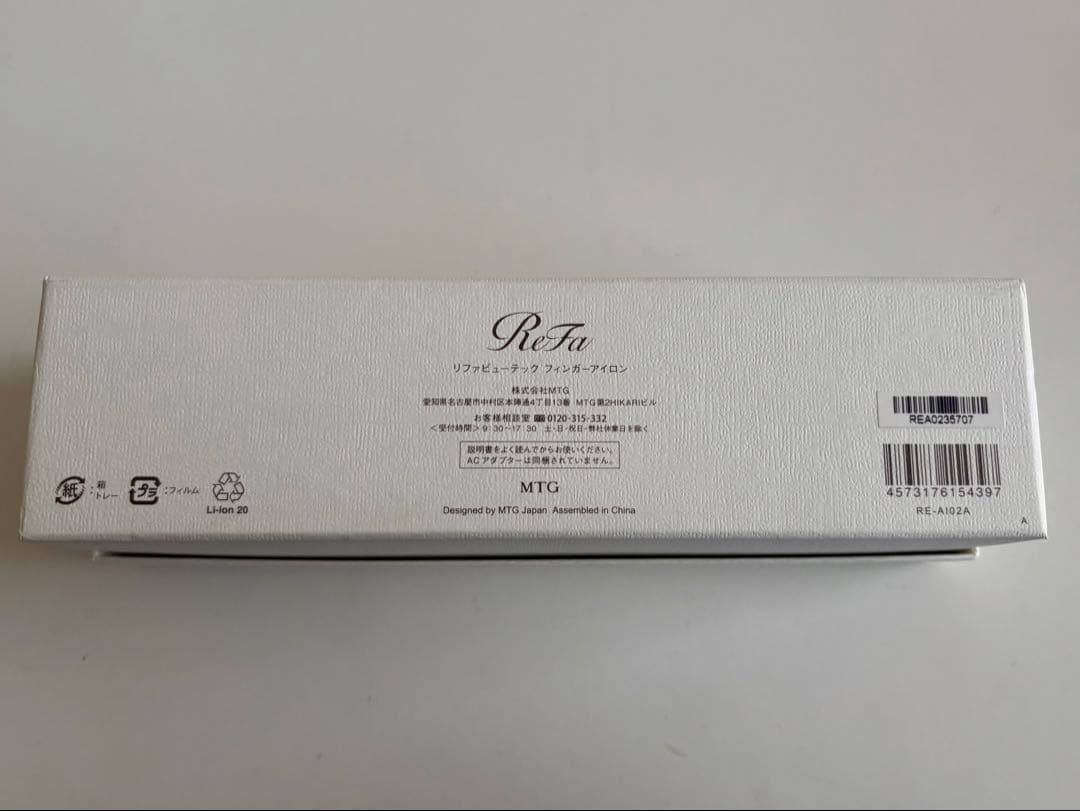 ReFa
リファビューテック フィンガーアイロン
株式会社MTG
愛知県名古屋市中村区本陣通4丁目13番 MTG第2HIKARIビル
お客様相談室 0120-315-332
＜受付時間＞9:30~17:30 土・日・祝日・弊社休業日を除く
説明書をよく読んでからお使いください。
ACアダプターは同梱されていません。
MTG
Designed by MTG Japan Assembled in China
紙 : 箱
トレー
プラ : フィルム
Li-ion 20
REA0235707
4573176154397
RE-AI02A
A